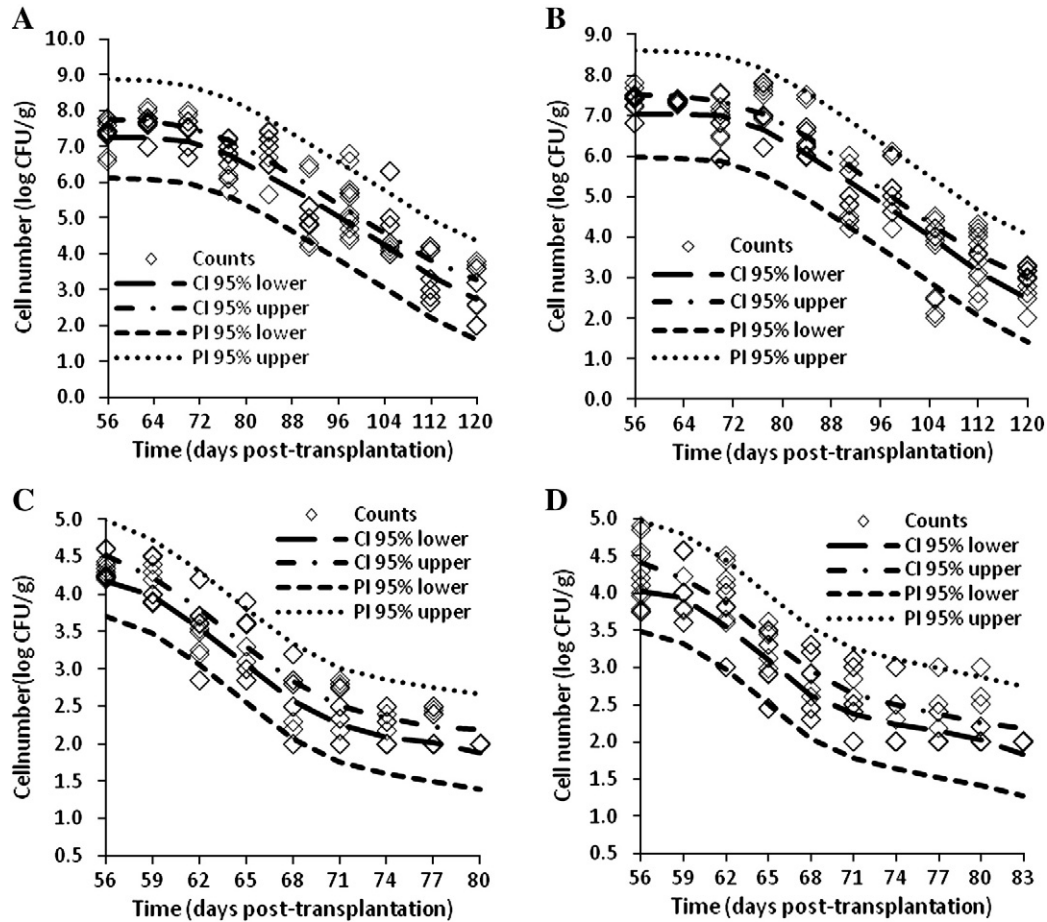 A
10.0
9.0
8.0
7.0
6.0
5.0
4.0
3.0
2.0
1.0
0.0
Cell number (log CFU/g)
Counts
CI 95% lower
CI 95% upper
PI 95% lower
PI 95% upper
56 64 72 80 88 96 104 112 120
Time (days post-transplantation)
B
9.0
8.0
7.0
6.0
5.0
4.0
3.0
2.0
1.0
0.0
Cell number (log CFU/g)
Counts
CI 95% lower
CI 95% upper
PI 95% lower
PI 95% upper
56 64 72 80 88 96 104 112 120
Time (days post-transplantation)
C
5.0
4.5
4.0
3.5
3.0
2.5
2.0
1.5
1.0
0.5
Cellnumber(log CFU/g)
Counts
CI 95% lower
CI 95% upper
PI 95% lower
PI 95% upper
56 59 62 65 68 71 74 77 80
Time (days post-transplantation)
D
5.0
4.5
4.0
3.5
3.0
2.5
2.0
1.5
1.0
0.5
Cell number (log CFU/g)
Counts
CI 95% lower
CI 95% upper
PI 95% lower
PI 95% upper
56 59 62 65 68 71 74 77 80 83
Time (days post-transplantation)